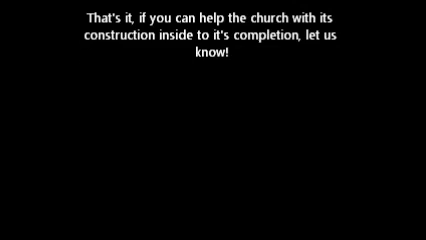 That's it, if you can help the church with its
construction inside to it's completion, let us
know!